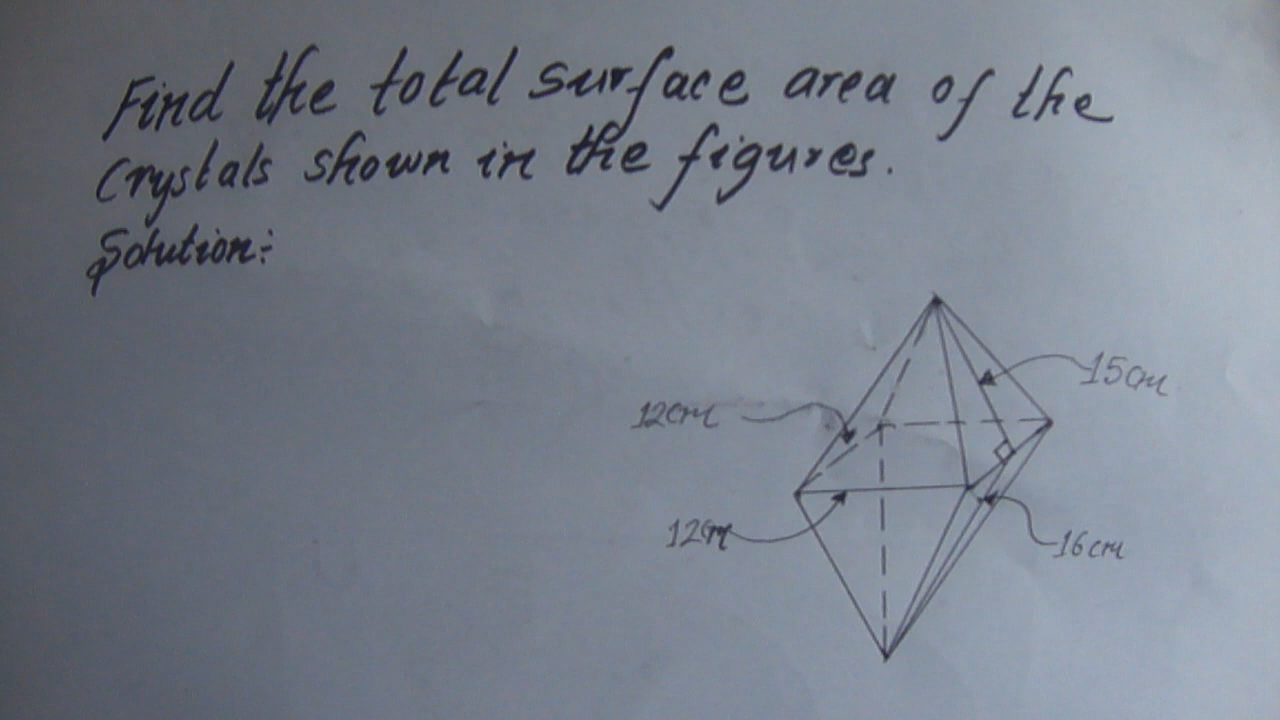 Find the total surface area of the
crystals shown in the figures.
Solution:
15cm
12cm
12cm
16cm